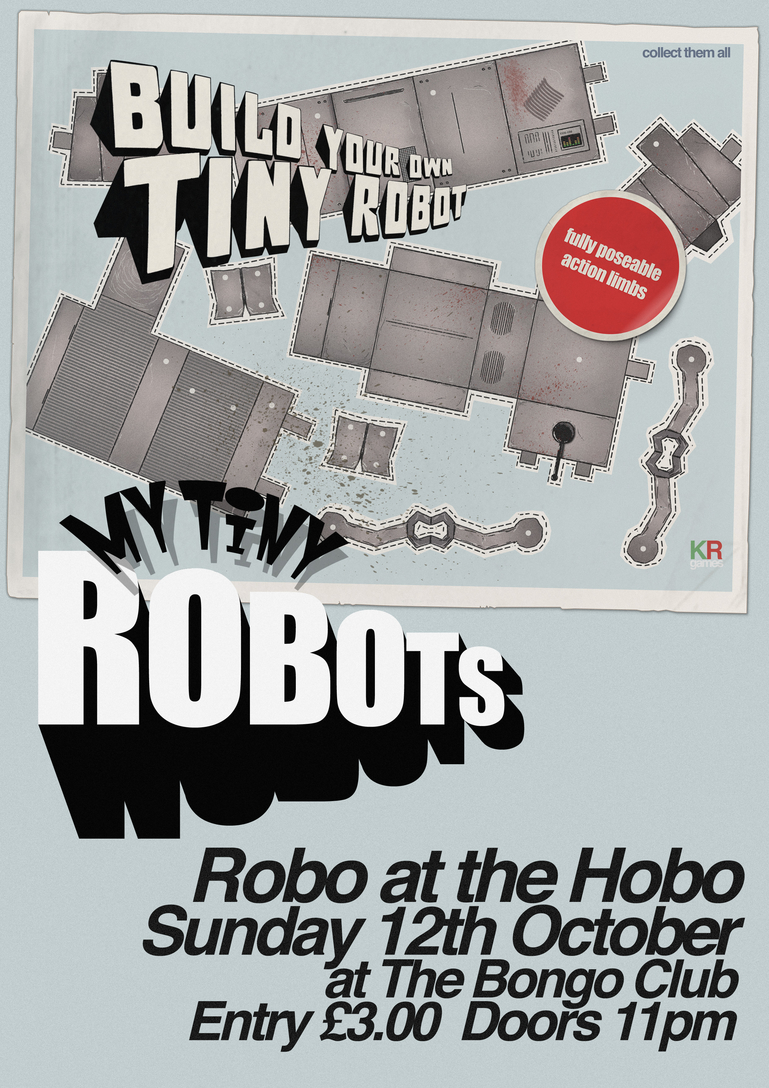 collect them all
BUILD YOUR OWN
TINY ROBOT
fully poseable
action limbs
KR
games
MY TiNY
ROBOTS
Robo at the Hobo
Sunday 12th October
at The Bongo Club
Entry £3.00 Doors 11pm